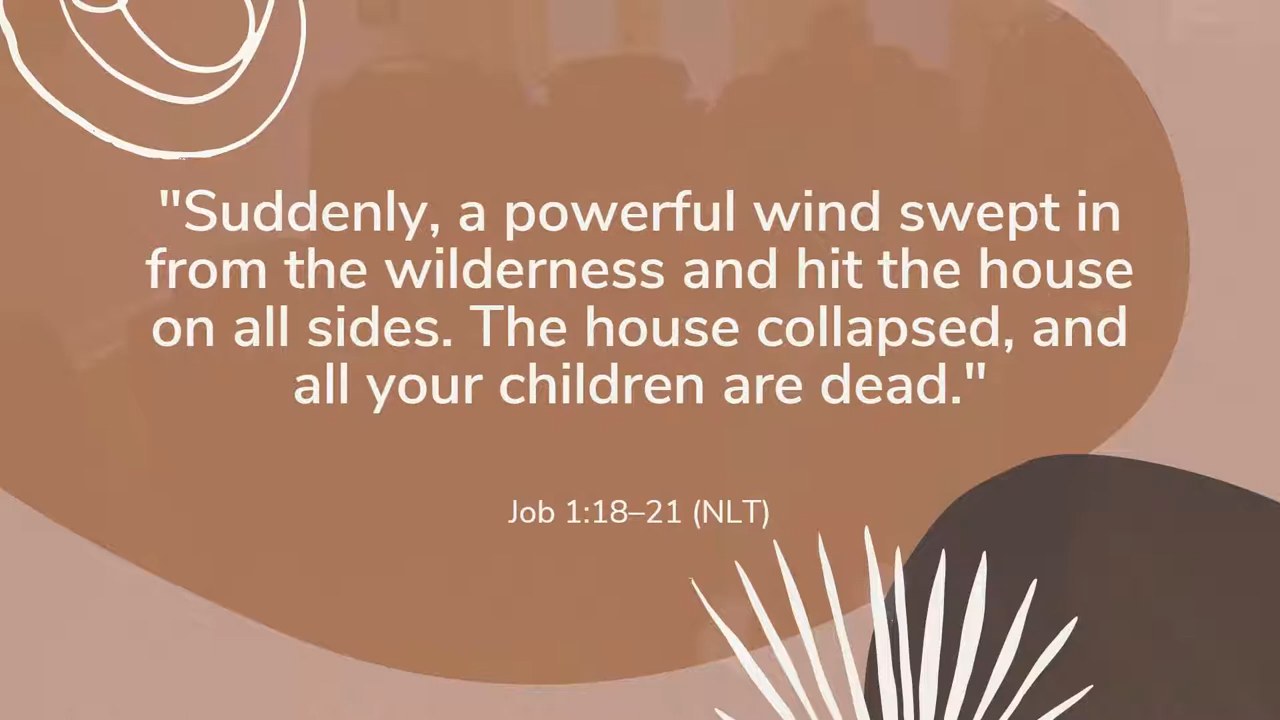 "Suddenly, a powerful wind swept in
from the wilderness and hit the house
on all sides. The house collapsed, and
all your children are dead."
Job 1:18–21 (NLT)